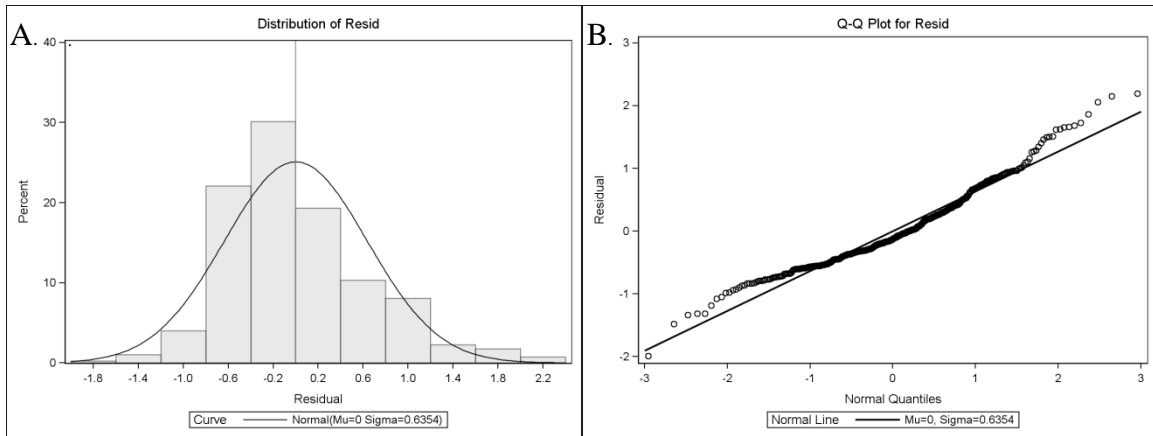 A.
Distribution of Resid
40
30
20
10
0
Percent
-1.8 -1.4 -1.0 -0.6 -0.2 0.2 0.6 1.0 1.4 1.8 2.2
Residual
Curve Normal(Mu=0 Sigma=0.6354)
B.
Q-Q Plot for Resid
3
2
1
0
-1
-2
Residual
-3 -2 -1 0 1 2 3
Normal Quantiles
Normal Line Mu=0, Sigma=0.6354